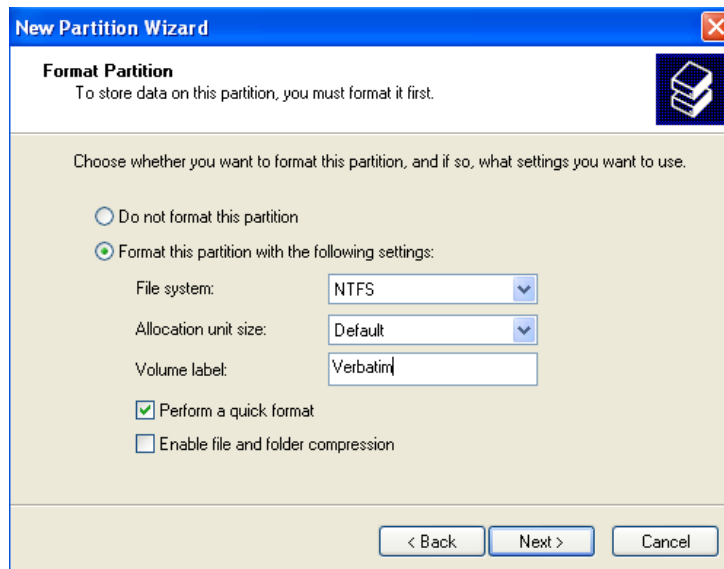 New Partition Wizard
Format Partition
To store data on this partition, you must format it first.
Choose whether you want to format this partition, and if so, what settings you want to use.
Do not format this partition
Format this partition with the following settings:
File system: NTFS
Allocation unit size: Default
Volume label: Verbatim
Perform a quick format
Enable file and folder compression
< Back Next > Cancel